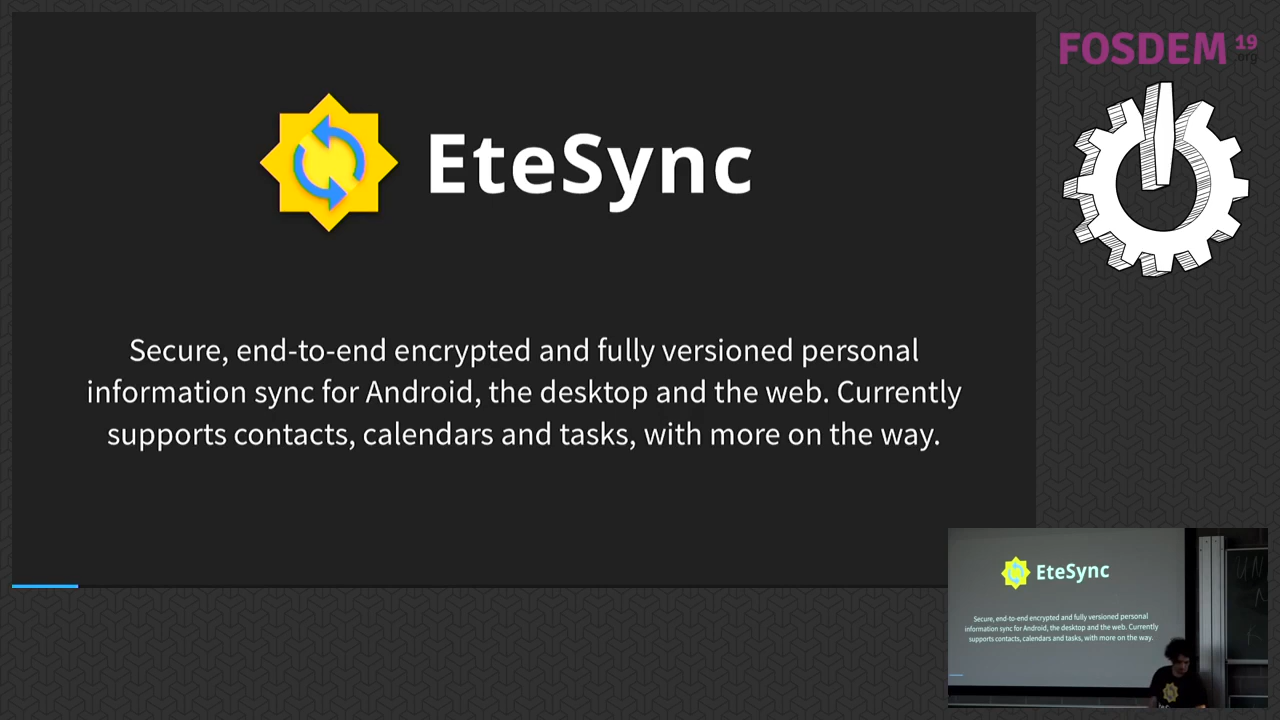 EteSync
Secure, end-to-end encrypted and fully versioned personal
information sync for Android, the desktop and the web. Currently
supports contacts, calendars and tasks, with more on the way.
FOSDEM 19
.org
EteSync
Secure, end-to-end encrypted and fully versioned personal
information sync for Android, the desktop and the web. Currently
supports contacts, calendars and tasks, with more on the way.